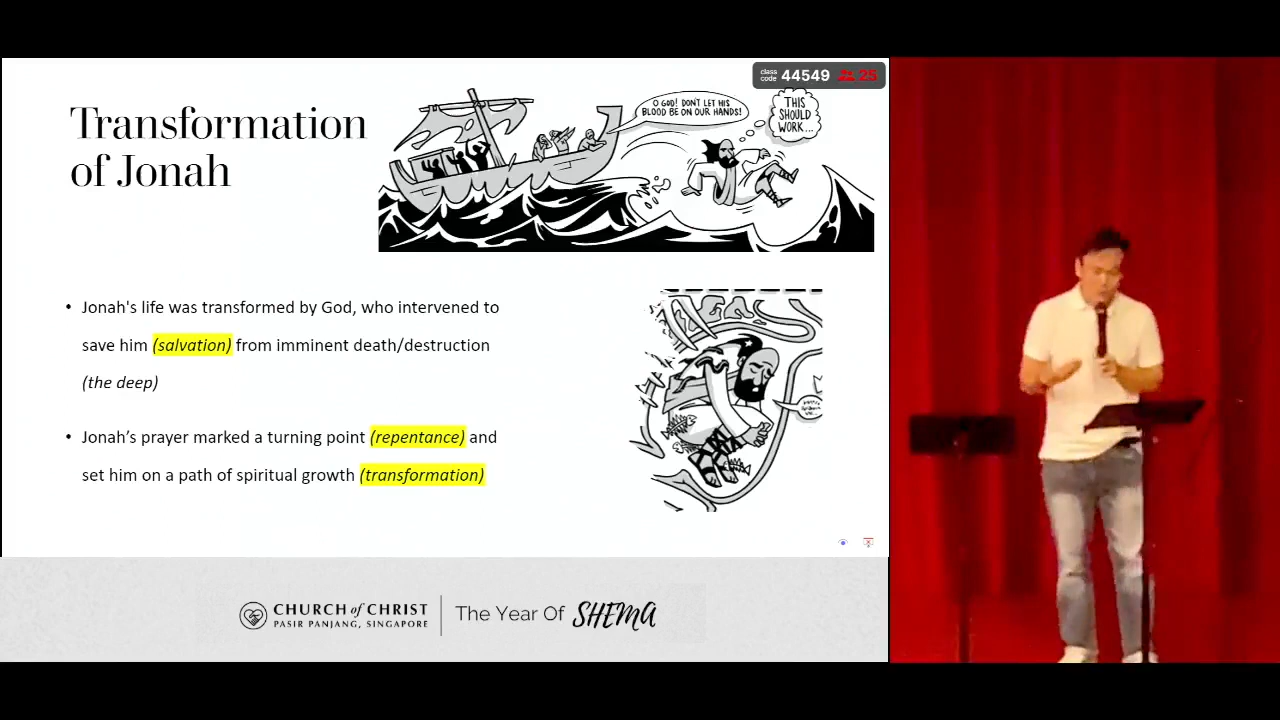 class
code 44549 25
Transformation
of Jonah
O GOD! DON'T LET HIS
BLOOD BE ON OUR HANDS!
THIS
SHOULD
WORK...
• Jonah's life was transformed by God, who intervened to
save him (salvation) from imminent death/destruction
(the deep)
• Jonah’s prayer marked a turning point (repentance) and
set him on a path of spiritual growth (transformation)
CHURCH of CHRIST
PASIR PANJANG, SINGAPORE
The Year Of SHEMA